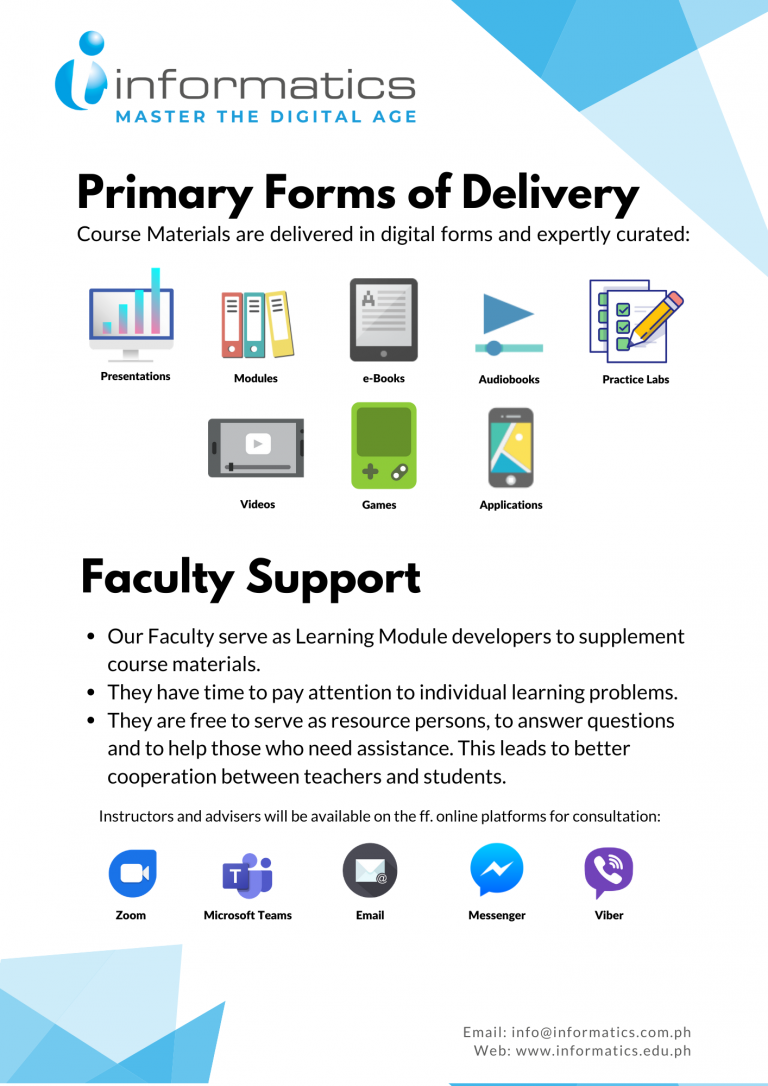 informatics
MASTER THE DIGITAL AGE
Primary Forms of Delivery
Course Materials are delivered in digital forms and expertly curated:
A
Presentations
Modules
e-Books
Audiobooks
Practice Labs
Videos
Games
Applications
Faculty Support
• Our Faculty serve as Learning Module developers to supplement
course materials.
• They have time to pay attention to individual learning problems.
• They are free to serve as resource persons, to answer questions
and to help those who need assistance. This leads to better
cooperation between teachers and students.
Instructors and advisers will be available on the ff. online platforms for consultation:
T
@
Zoom
Microsoft Teams
Email
Messenger
Viber
Email: info@informatics.com.ph
Web: www.informatics.edu.ph